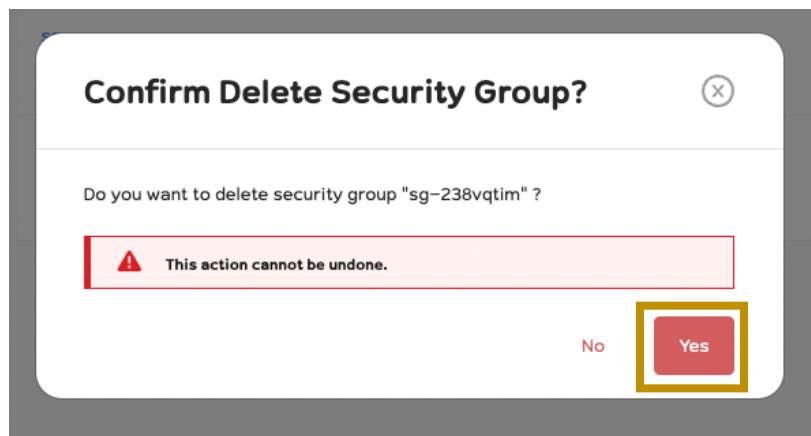 Confirm Delete Security Group?
Do you want to delete security group "sg-238vqtim" ?
This action cannot be undone.
No
Yes